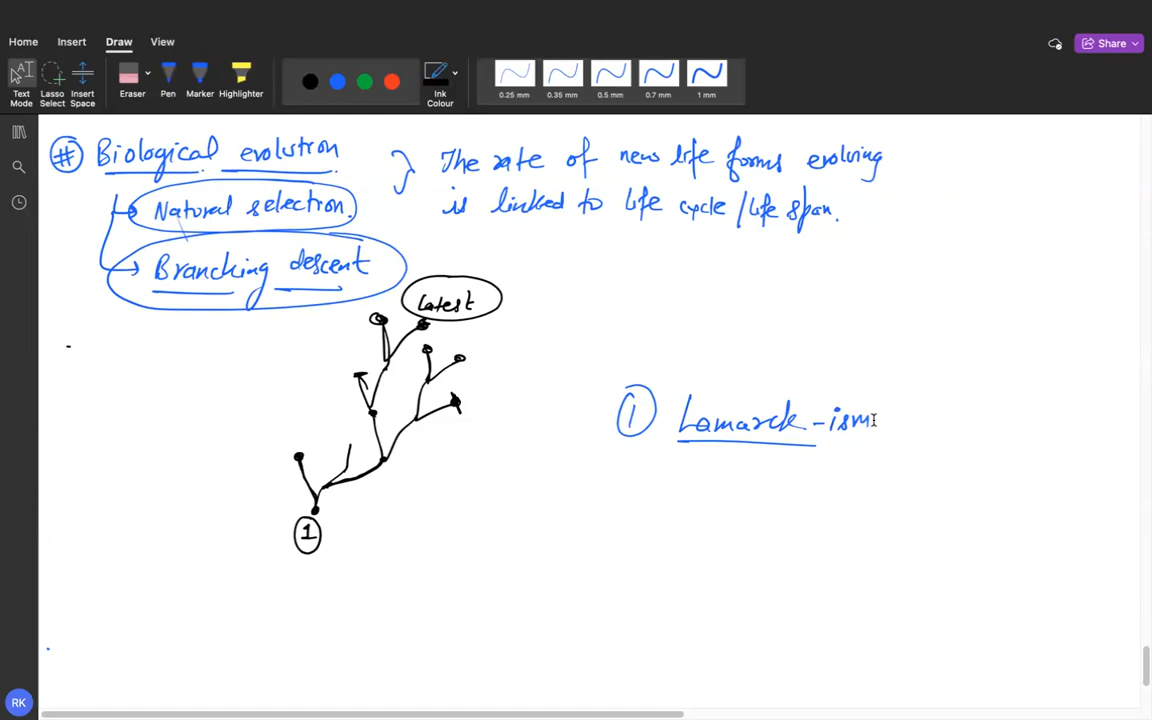 Home Insert Draw View
Share
Text Mode
Lasso Select
Insert Space
Eraser
Pen
Marker
Highlighter
Ink Colour
0.25 mm
0.35 mm
0.5 mm
0.7 mm
1 mm
# Biological evolution } The rate of new life forms evolving
is linked to life cycle / life span.
→ Natural selection.
→ Branching descent
Latest
① Lamarck-ism
①
RK